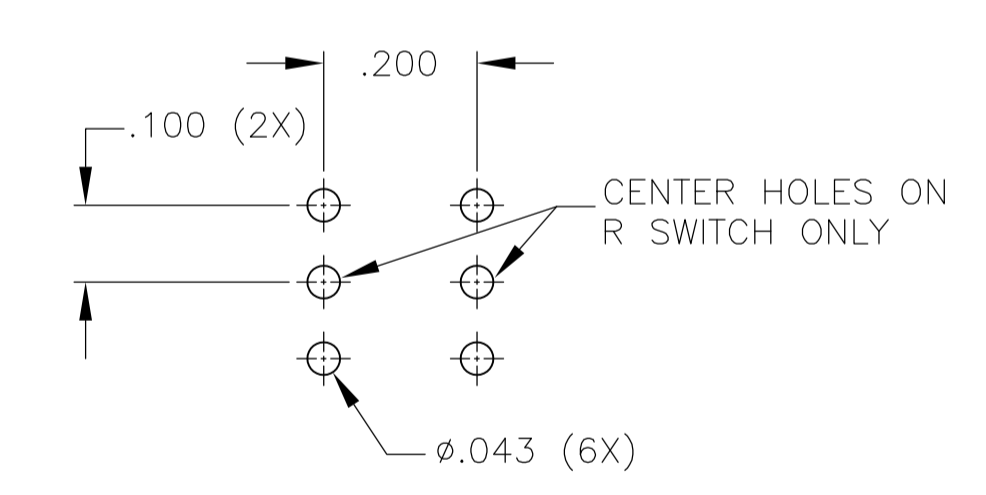 .200
.100 (2X)
CENTER HOLES ON
R SWITCH ONLY
Ø.043 (6X)